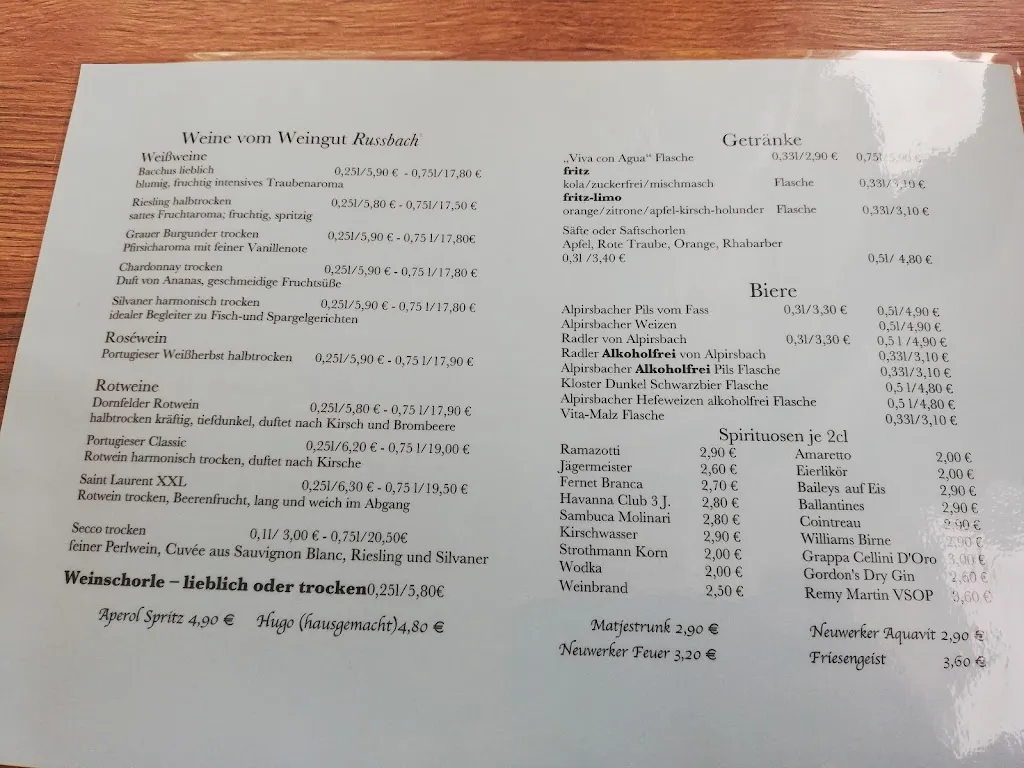 Weine vom Weingut Russbach
Weißweine
Bacchus lieblich 0,25l/5,90 € - 0,75l/17,80 €
blumig, fruchtig intensives Traubenaroma
Riesling halbtrocken 0,25l/5,80 € - 0,75l/17,50 €
sattes Fruchtaroma; fruchtig, spritzig
Grauer Burgunder trocken 0,25l/5,90 € - 0,75 l/17,80€
Pfirsicharoma mit feiner Vanillenote
Chardonnay trocken 0,25l/5,90 € - 0,75 l/17,80 €
Duft von Ananas, geschmeidige Fruchtsüße
Silvaner harmonisch trocken 0,25l/5,90 € - 0,75 l/17,80 €
idealer Begleiter zu Fisch-und Spargelgerichten
Roséwein
Portugieser Weißherbst halbtrocken 0,25l/5,90 € - 0,75 l/17,90 €
Rotweine
Dornfelder Rotwein 0,25l/5,80 € - 0,75 l/17,90 €
halbtrocken kräftig, tiefdunkel, duftet nach Kirsch und Brombeere
Portugieser Classic 0,25l/6,20 € - 0,75 l/19,00 €
Rotwein harmonisch trocken, duftet nach Kirsche
Saint Laurent XXL 0,25l/6,30 € - 0,75 l/19,50 €
Rotwein trocken, Beerenfrucht, lang und weich im Abgang
Secco trocken 0,1l/ 3,00 € - 0,75l/20,50€
feiner Perlwein, Cuvée aus Sauvignon Blanc, Riesling und Silvaner
Weinschorle – lieblich oder trocken0,25l/5,80€
Aperol Spritz 4,90 € Hugo (hausgemacht)4,80 €
Getränke
„Viva con Agua“ Flasche 0,33l/2,90 € 0,75l/5,90 €
fritz
kola/zuckerfrei/mischmasch Flasche 0,33l/3,10 €
fritz-limo
orange/zitrone/apfel-kirsch-holunder Flasche 0,33l/3,10 €
Säfte oder Saftschorlen
Apfel, Rote Traube, Orange, Rhabarber
0,3l /3,40 € 0,5l/ 4,80 €
Biere
Alpirsbacher Pils vom Fass 0,3l/3,30 € 0,5l/4,90 €
Alpirsbacher Weizen 0,5l/4,90 €
Radler von Alpirsbach 0,3l/3,30 € 0,5 l/4,90 €
Radler Alkoholfrei von Alpirsbach 0,33l/3,10 €
Alpirsbacher Alkoholfrei Pils Flasche 0,33l/3,10 €
Kloster Dunkel Schwarzbier Flasche 0,5 l/4,80 €
Alpirsbacher Hefeweizen alkoholfrei Flasche 0,5 l/4,80 €
Vita-Malz Flasche 0,33l/3,10 €
Spirituosen je 2cl
Ramazotti 2,90 € Amaretto 2,00 €
Jägermeister 2,60 € Eierlikör 2,00 €
Fernet Branca 2,70 € Baileys auf Eis 2,90 €
Havanna Club 3 J. 2,80 € Ballantines 2,90 €
Sambuca Molinari 2,80 € Cointreau 2,90 €
Kirschwasser 2,90 € Williams Birne 2,90 €
Strothmann Korn 2,00 € Grappa Cellini D'Oro 3,00 €
Wodka 2,00 € Gordon's Dry Gin 2,60 €
Weinbrand 2,50 € Remy Martin VSOP 3,60 €
Matjestrunk 2,90 € Neuwerker Aquavit 2,90 €
Neuwerker Feuer 3,20 € Friesengeist 3,60 €